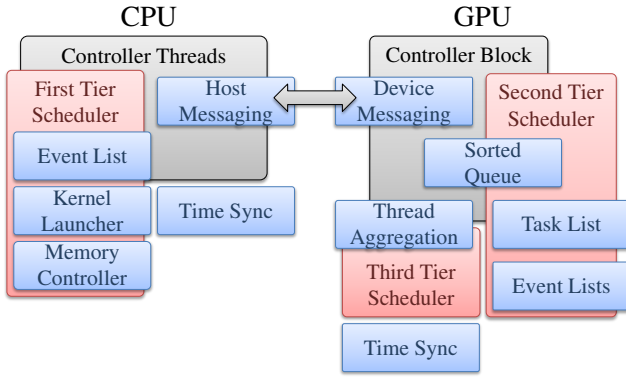 CPU
Controller Threads
First Tier
Scheduler
Host
Messaging
Event List
Kernel
Launcher
Time Sync
Memory
Controller
GPU
Controller Block
Device
Messaging
Second Tier
Scheduler
Sorted
Queue
Thread
Aggregation
Task List
Third Tier
Scheduler
Event Lists
Time Sync